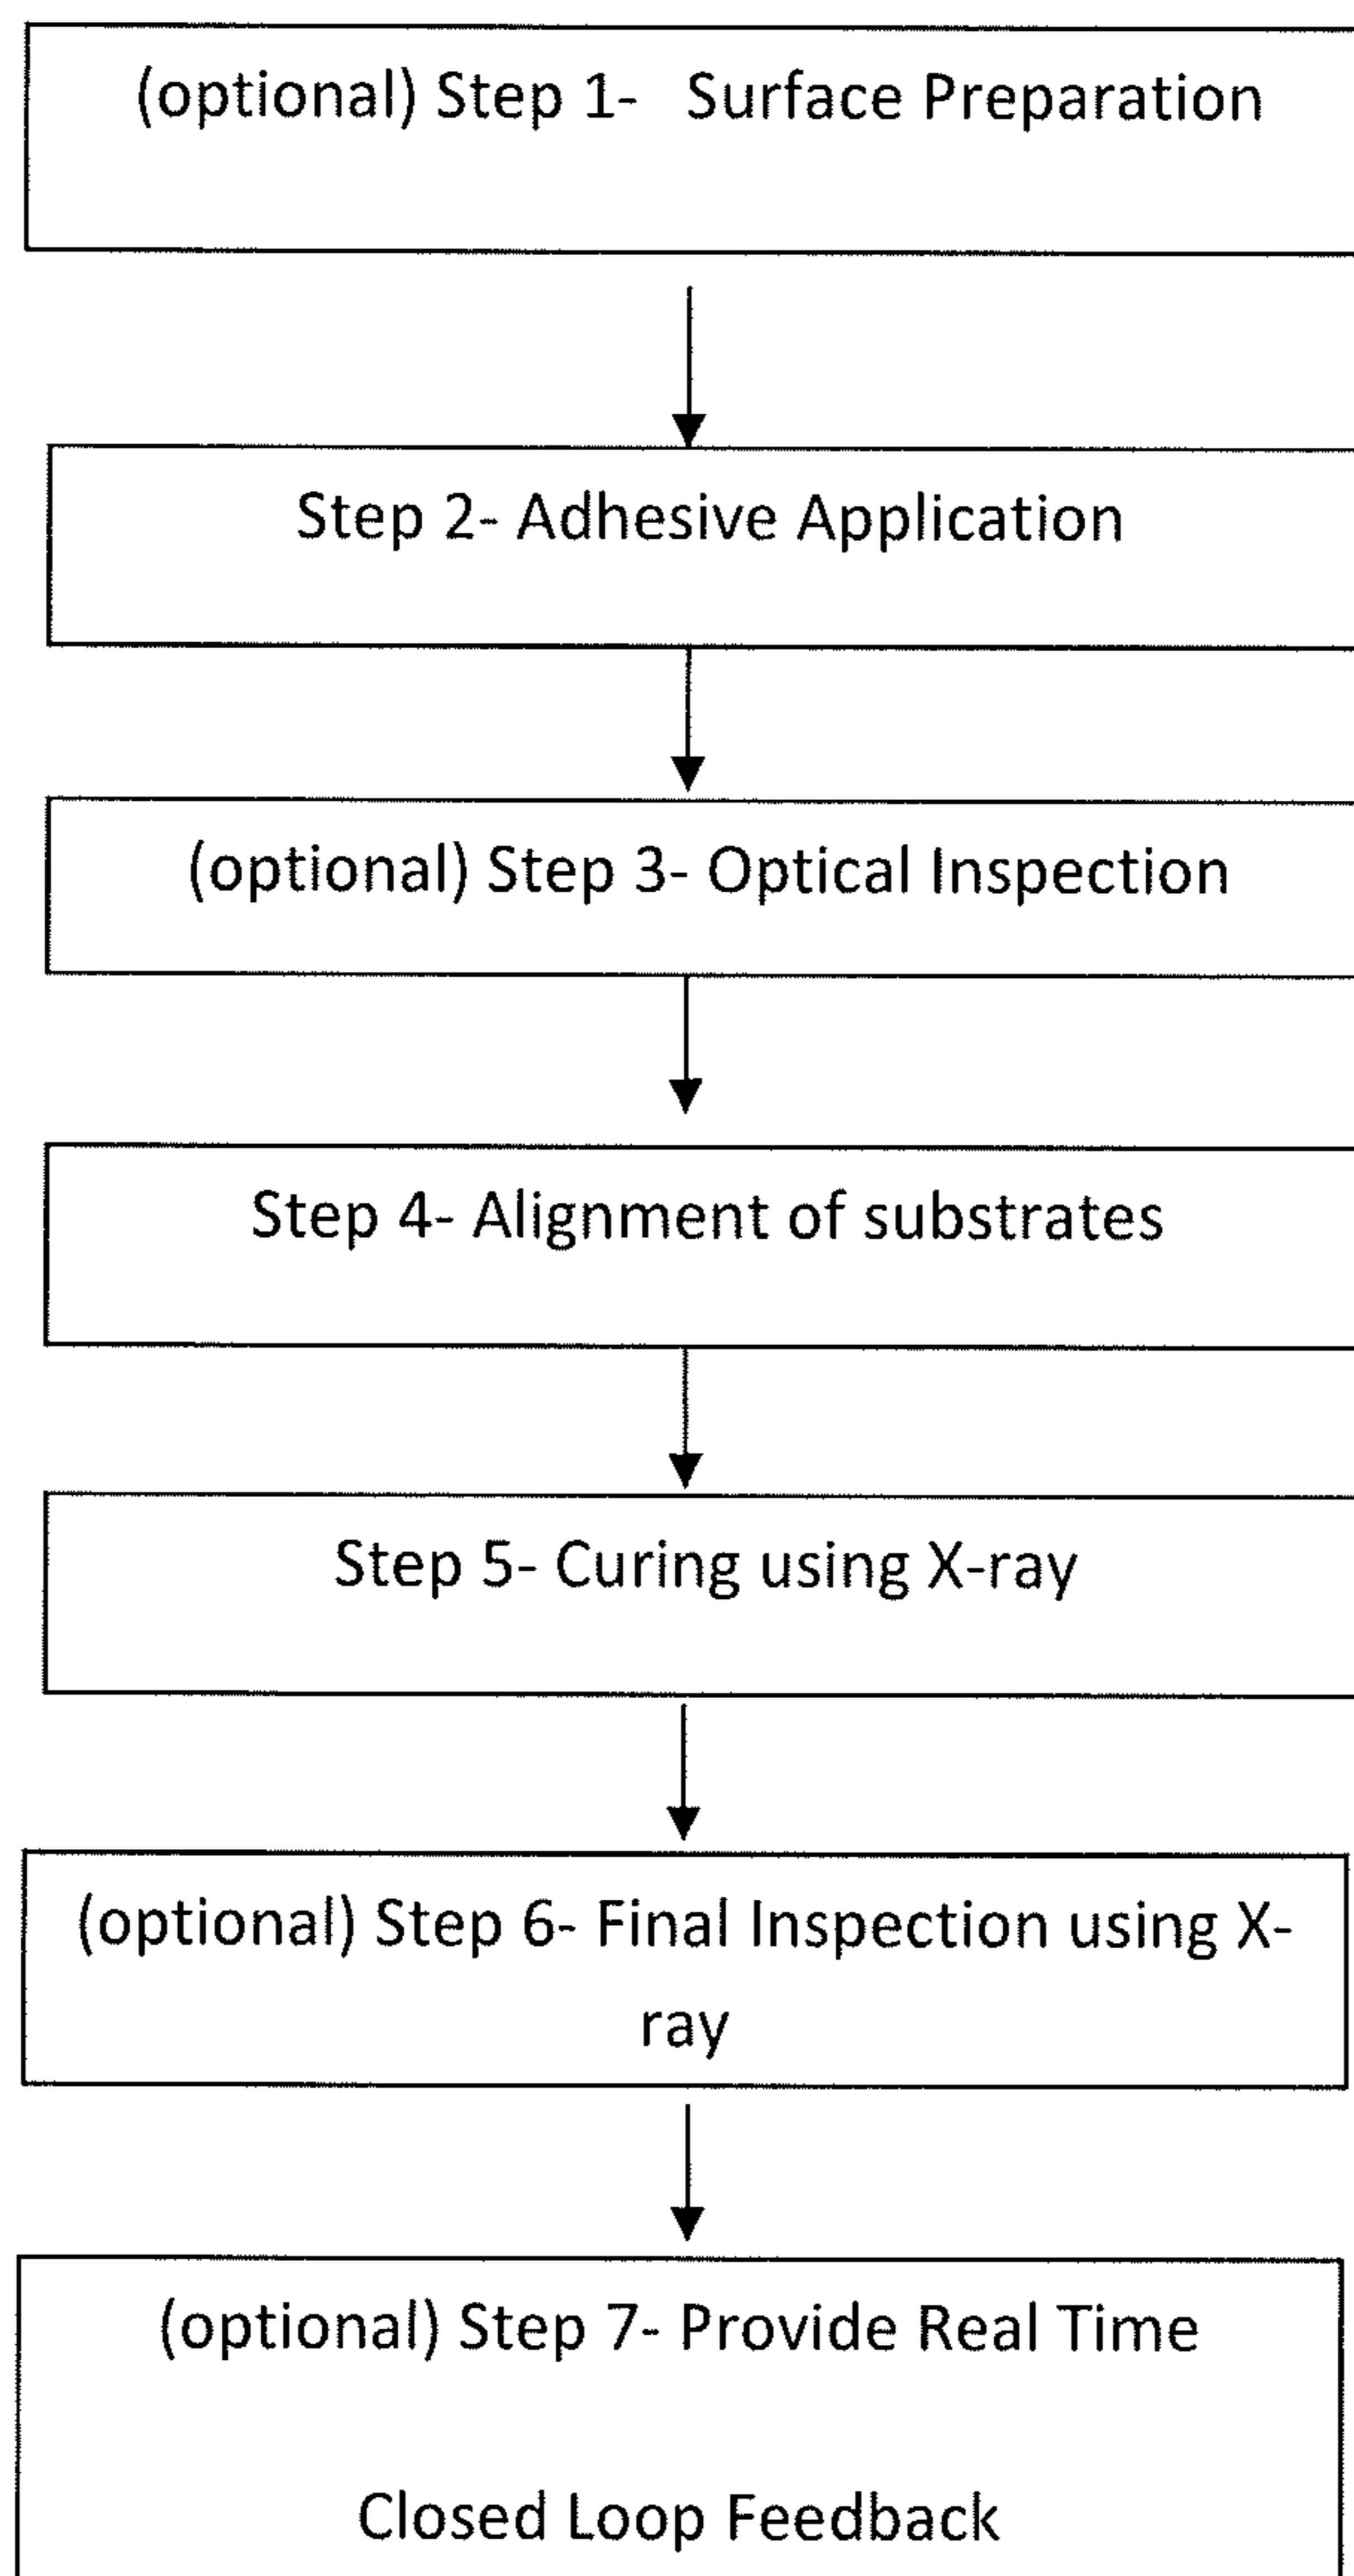 (optional) Step 1- Surface Preparation
Step 2- Adhesive Application
(optional) Step 3- Optical Inspection
Step 4- Alignment of substrates
Step 5- Curing using X-ray
(optional) Step 6- Final Inspection using X-
ray
(optional) Step 7- Provide Real Time
Closed Loop Feedback